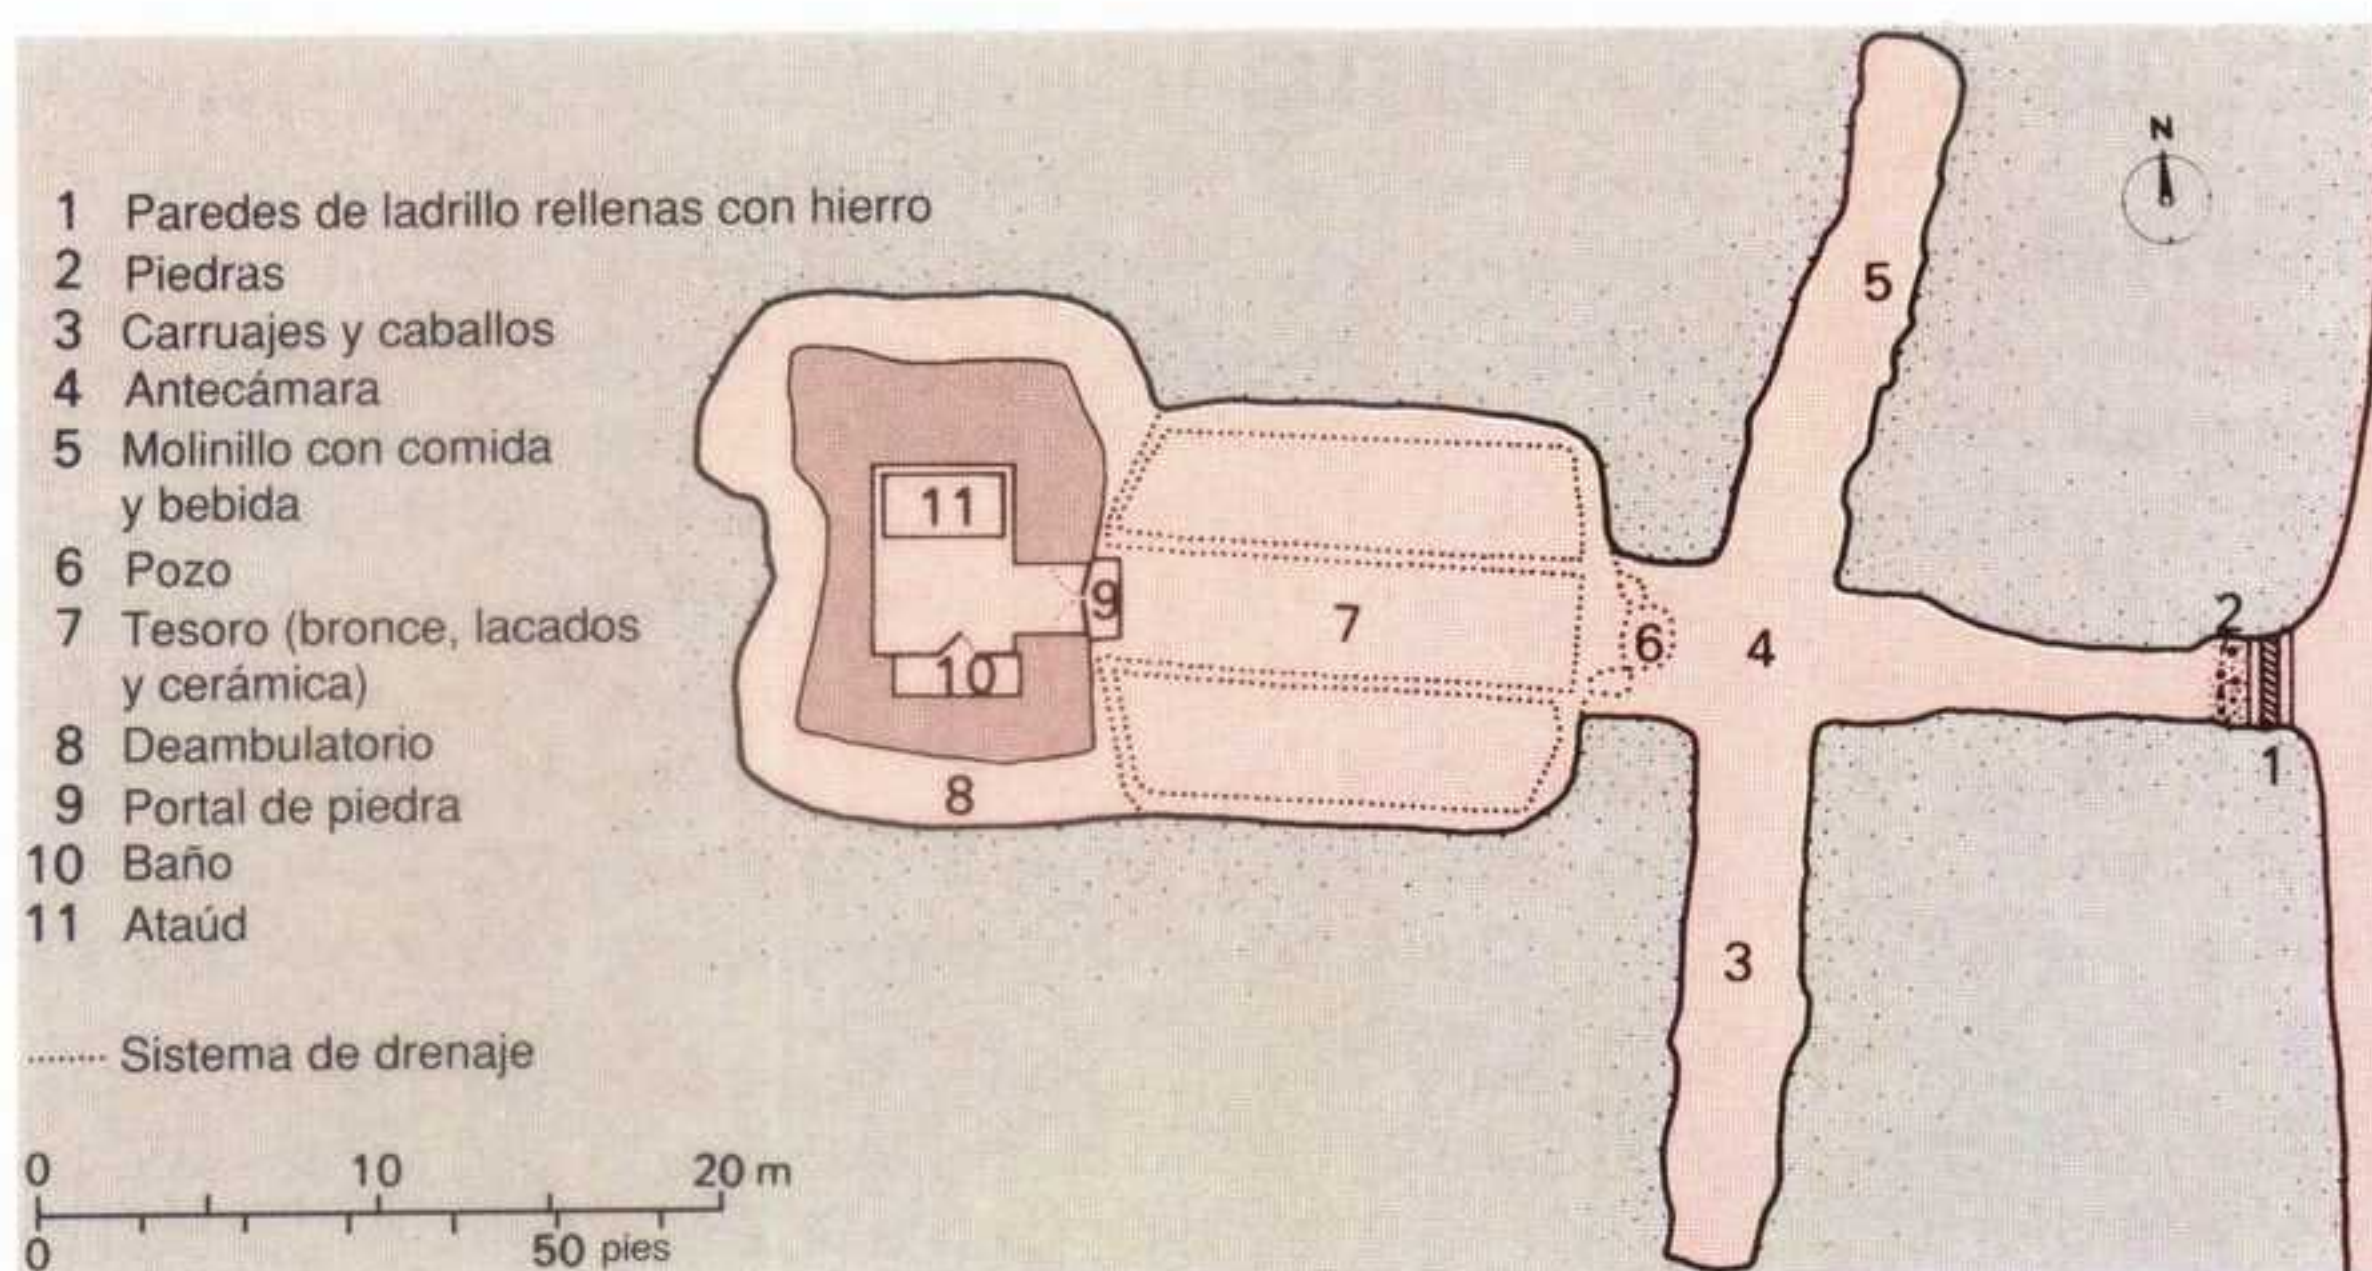 1 Paredes de ladrillo rellenas con hierro
2 Piedras
3 Carruajes y caballos
4 Antecámara
5 Molinillo con comida
y bebida
6 Pozo
7 Tesoro (bronce, lacados
y cerámica)
8 Deambulatorio
9 Portal de piedra
10 Baño
11 Ataúd
Sistema de drenaje
0 10 20 m
0 50 pies
N
5
11
9
7
6
4
2
10
1
8
3